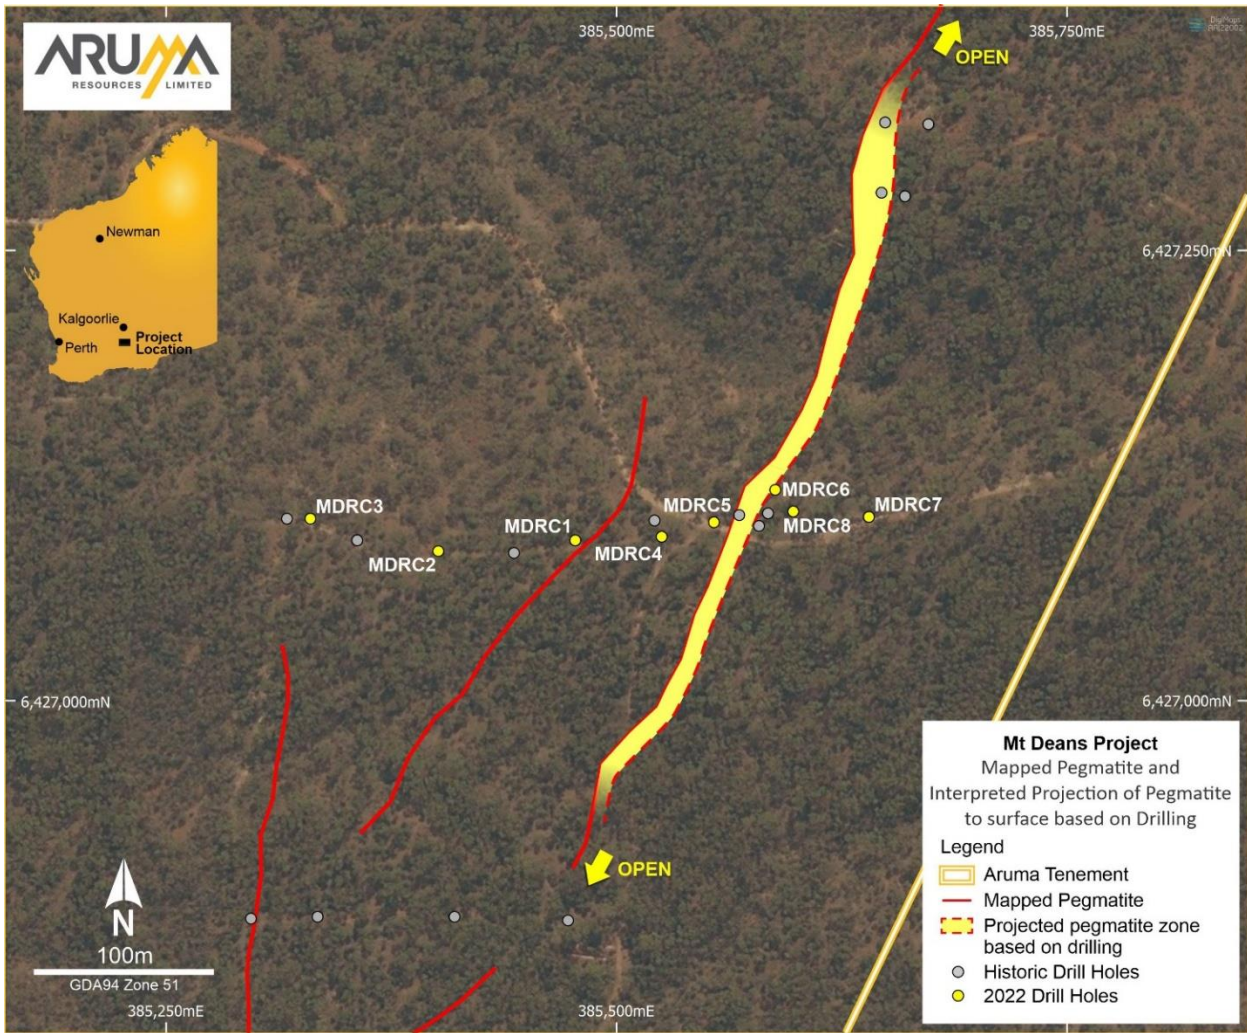 ARUMA
RESOURCES LIMITED
385,500mE
385,750mE
OPEN
Newman
Kalgoorlie
Perth
Project
Location
6,427,250mN
MDRC3
MDRC2
MDRC1
MDRC4
MDRC5
MDRC6
MDRC8
MDRC7
6,427,000mN
OPEN
N
100m
GDA94 Zone 51
385,250mE
385,500mE
Mt Deans Project
Mapped Pegmatite and
Interpreted Projection of Pegmatite
to surface based on Drilling
Legend
Aruma Tenement
Mapped Pegmatite
Projected pegmatite zone
based on drilling
Historic Drill Holes
2022 Drill Holes
6,427,250mN
6,427,000mN